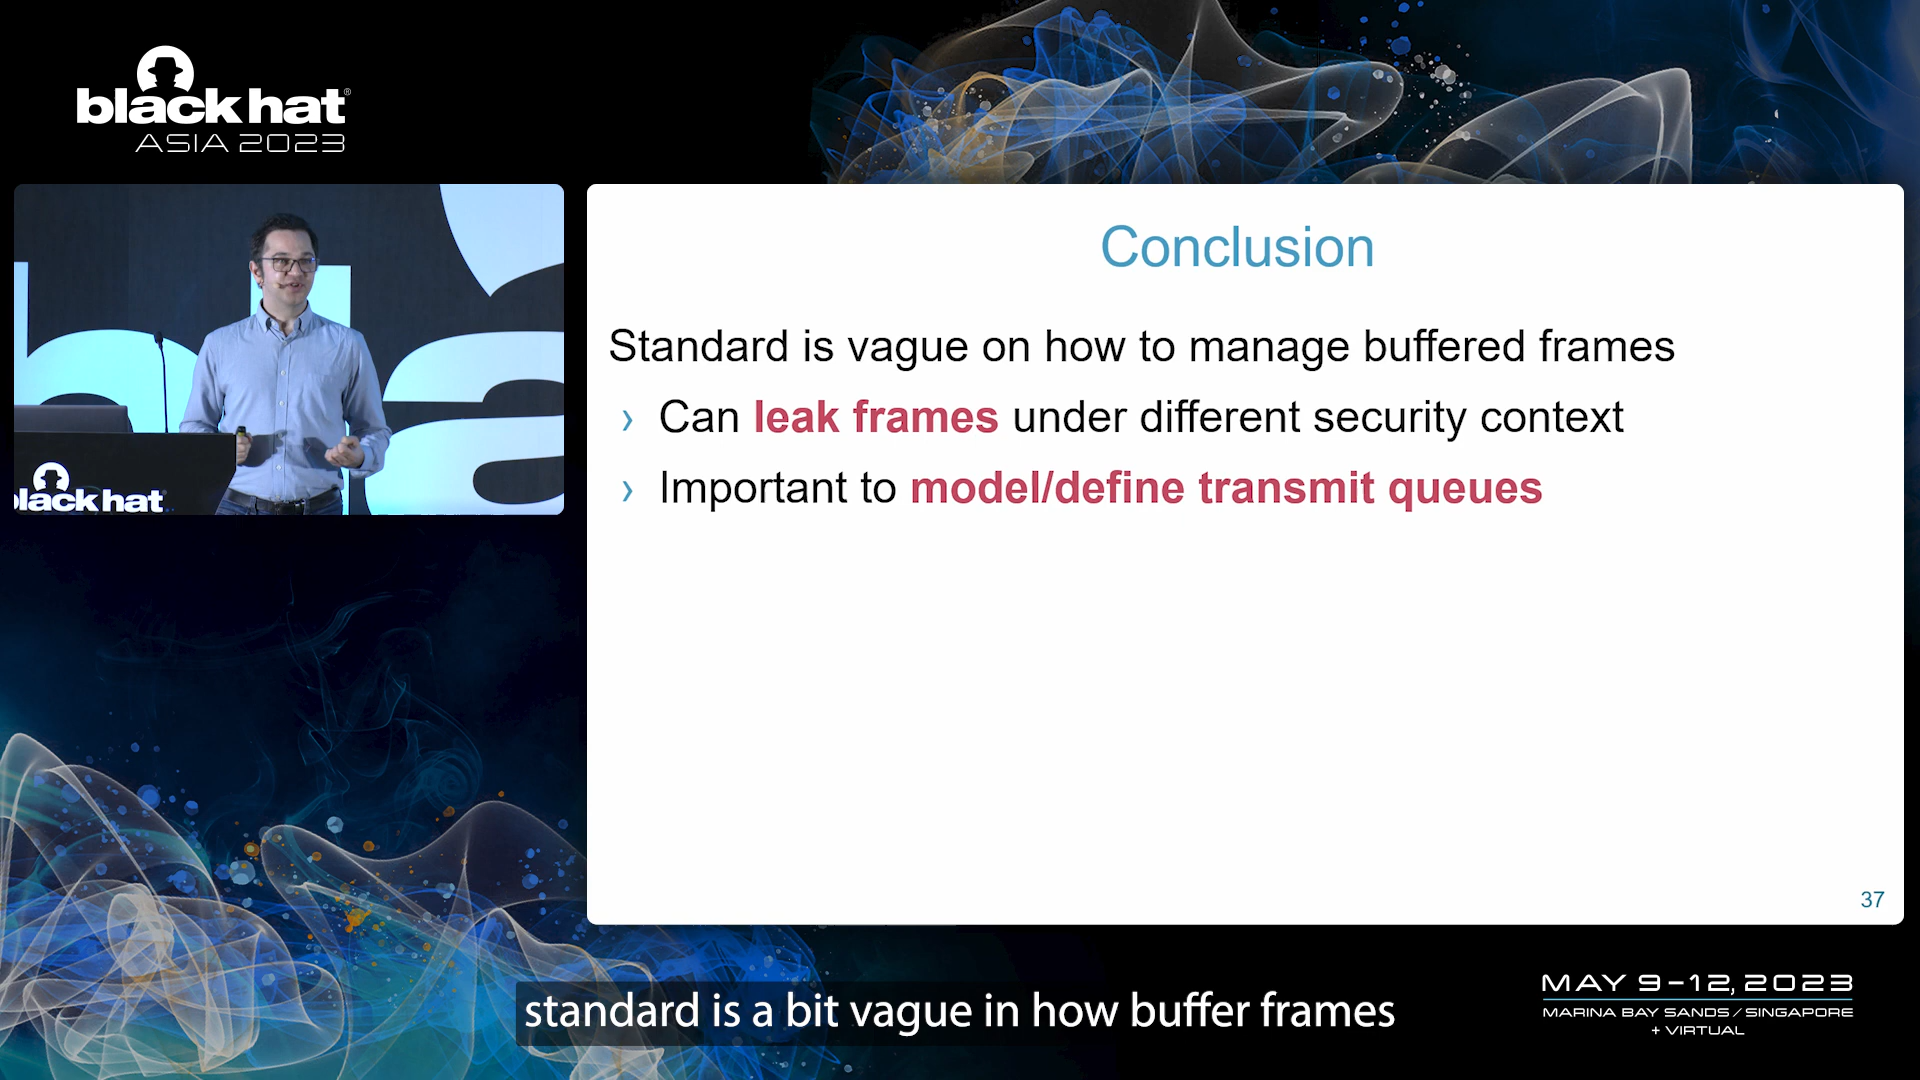 black hat®
ASIA 2023
black hat
Conclusion
Standard is vague on how to manage buffered frames
› Can leak frames under different security context
› Important to model/define transmit queues
37
standard is a bit vague in how buffer frames
MAY 9-12, 2023
MARINA BAY SANDS / SINGAPORE
+ VIRTUAL